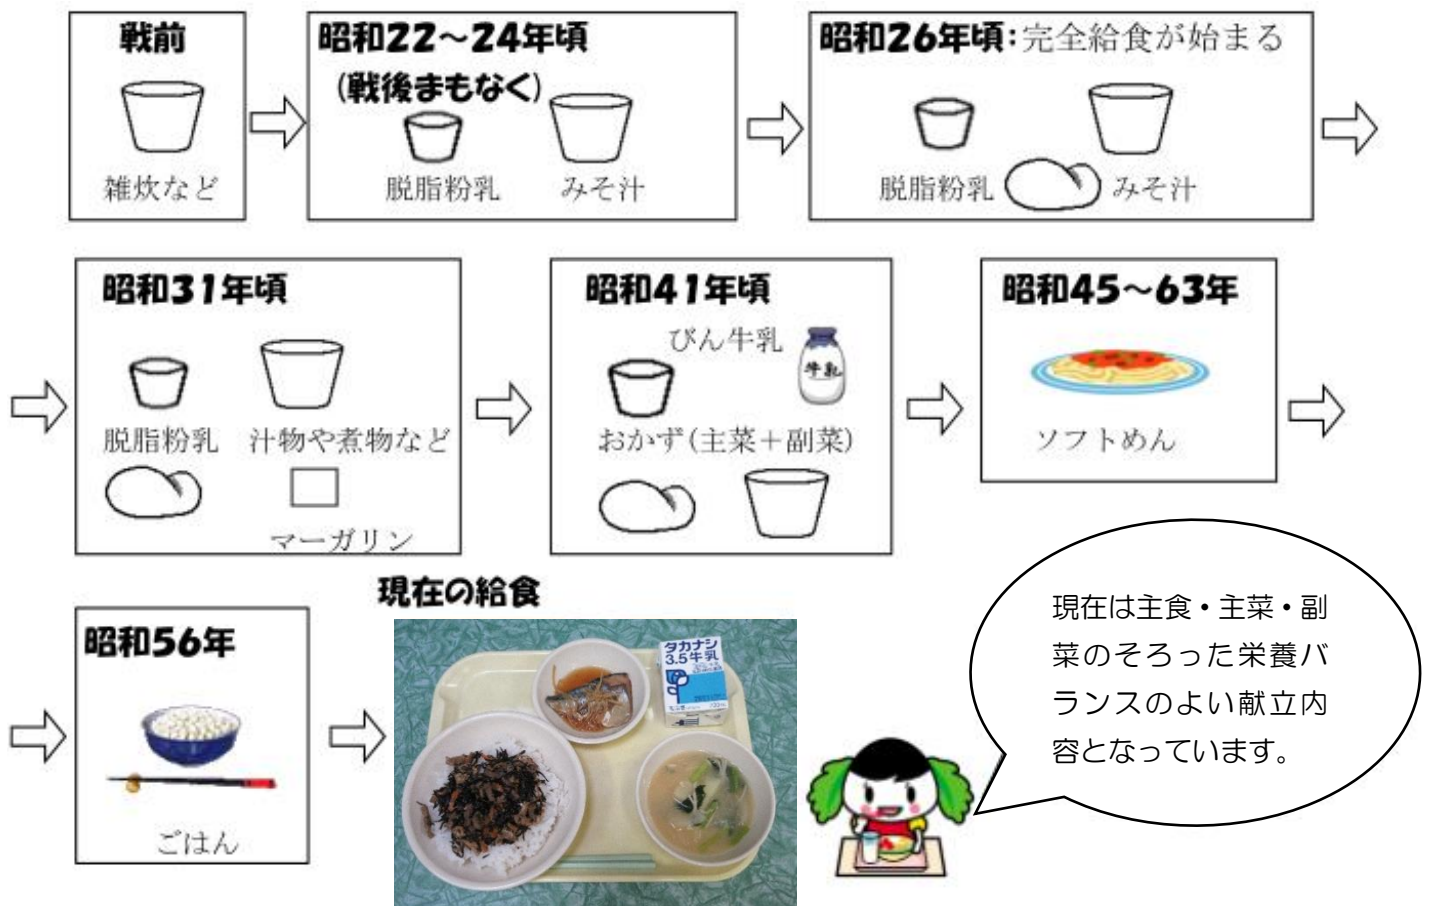 戦前
雑炊など
昭和22～24年頃
(戦後まもなく)
脱脂粉乳 みそ汁
昭和26年頃:完全給食が始まる
脱脂粉乳 みそ汁
昭和31年頃
脱脂粉乳 汁物や煮物など
マーガリン
昭和41年頃
びん牛乳
牛乳
おかず(主菜＋副菜)
昭和45～63年
ソフトめん
昭和56年
ごはん
現在の給食
タカナシ
3.5牛乳
現在は主食・主菜・副
菜のそろった栄養バ
ランスのよい献立内
容となっています。